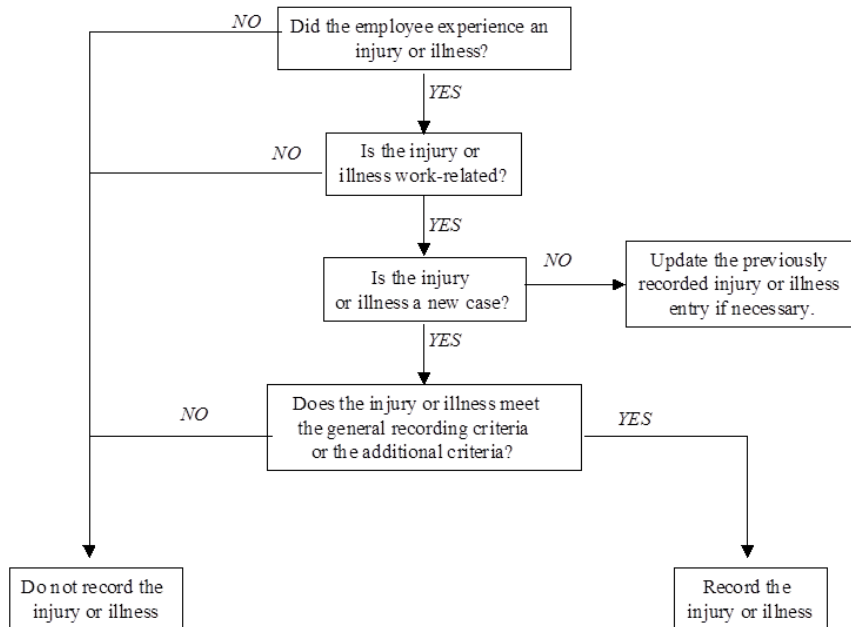 NO
Did the employee experience an
injury or illness?
YES
NO
Is the injury or
illness work-related?
YES
Is the injury
or illness a new case?
NO
Update the previously
recorded injury or illness
entry if necessary.
YES
NO
Does the injury or illness meet
the general recording criteria
or the additional criteria?
YES
Do not record the
injury or illness
Record the
injury or illness